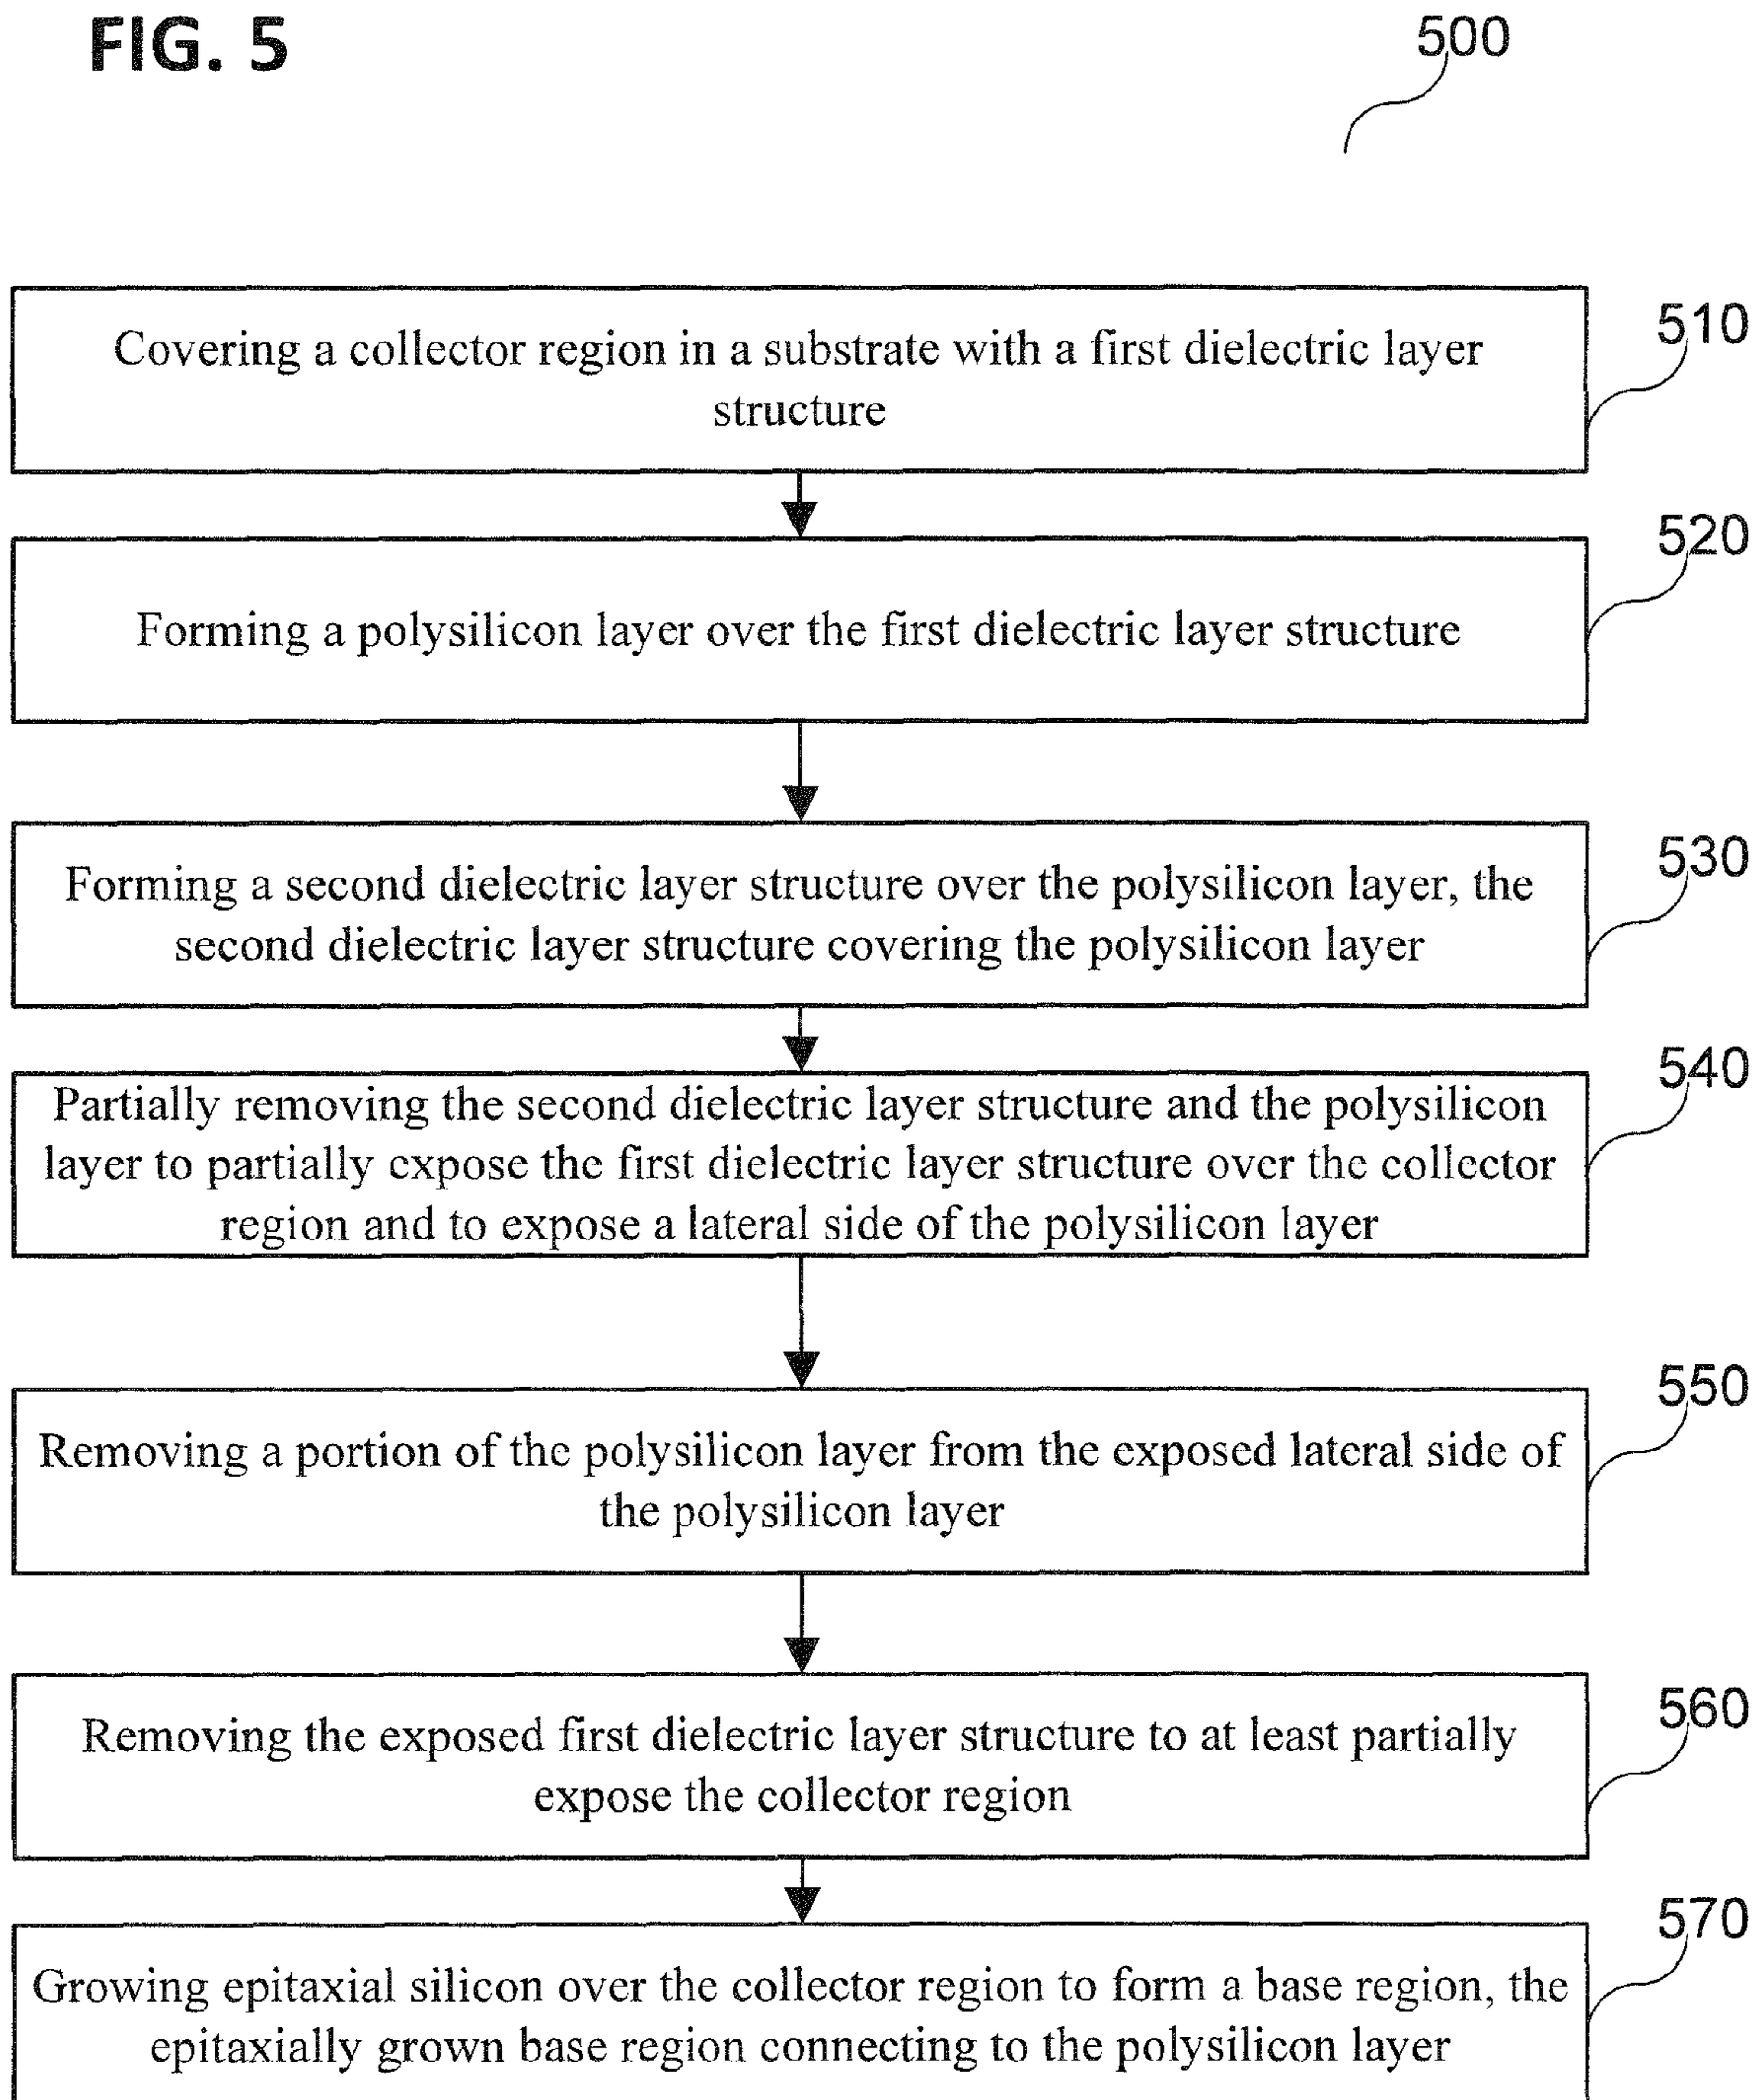 FIG. 5
500
Covering a collector region in a substrate with a first dielectric layer
structure
510
Forming a polysilicon layer over the first dielectric layer structure
520
Forming a second dielectric layer structure over the polysilicon layer, the
second dielectric layer structure covering the polysilicon layer
530
Partially removing the second dielectric layer structure and the polysilicon
layer to partially expose the first dielectric layer structure over the collector
region and to expose a lateral side of the polysilicon layer
540
Removing a portion of the polysilicon layer from the exposed lateral side of
the polysilicon layer
550
Removing the exposed first dielectric layer structure to at least partially
expose the collector region
560
Growing epitaxial silicon over the collector region to form a base region, the
epitaxially grown base region connecting to the polysilicon layer
570